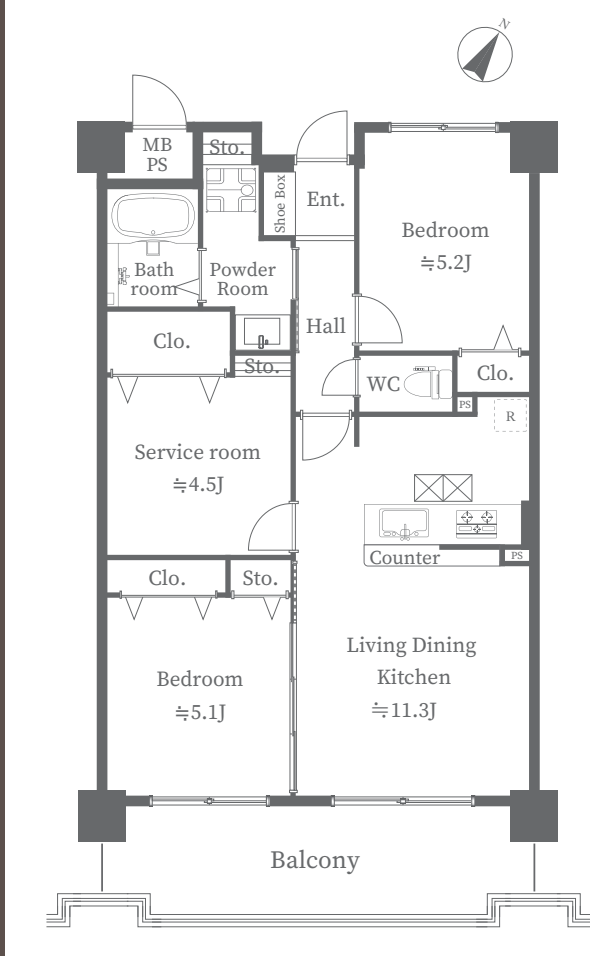 N
MB
PS
Sto.
Shoe Box
Ent.
Bedroom
≒5.2J
Bath
room
Powder
Room
Hall
Clo.
Sto.
WC
Clo.
PS
R
Service room
≒4.5J
Counter
PS
Clo.
Sto.
Living Dining
Kitchen
≒11.3J
Bedroom
≒5.1J
Balcony